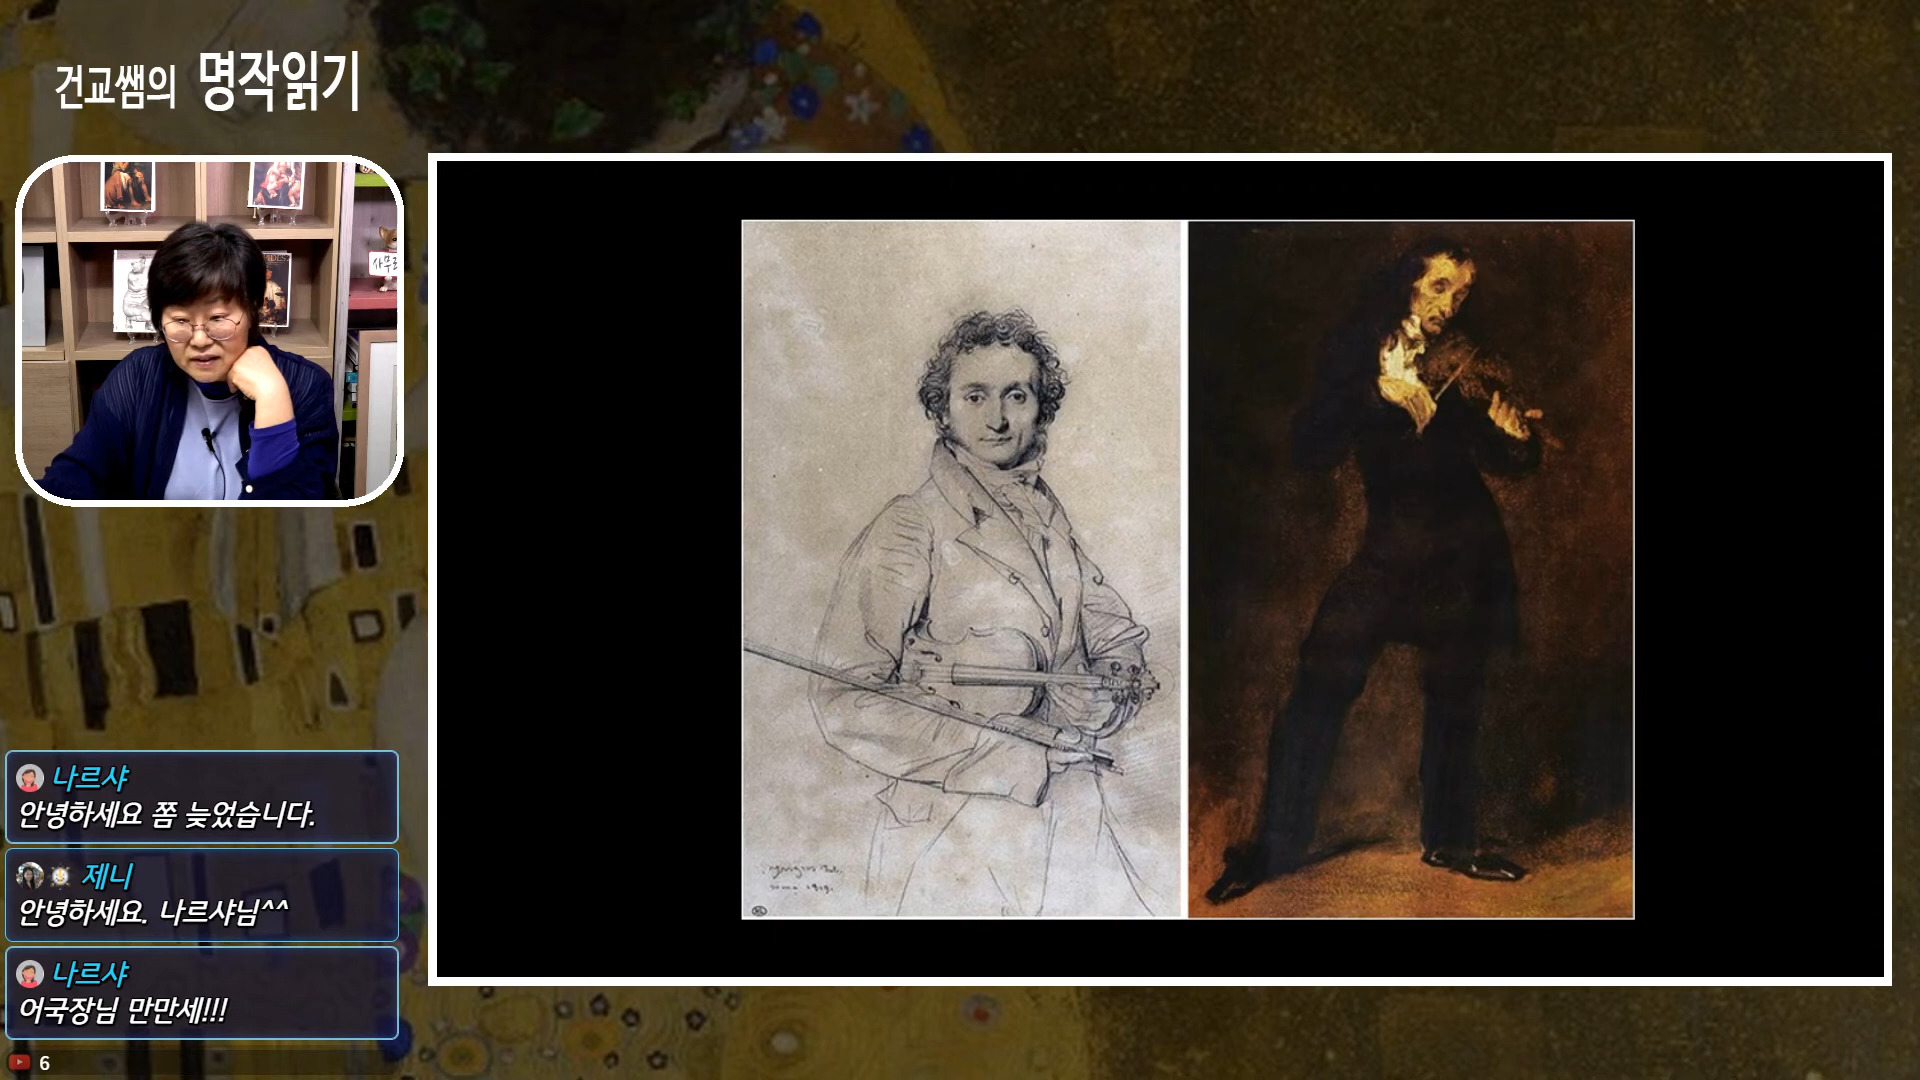 건교쌤의 명작읽기
사무
나르샤
안녕하세요 쫌 늦었습니다.
제니
안녕하세요. 나르샤님^^
나르샤
어국장님 만만세!!!
6